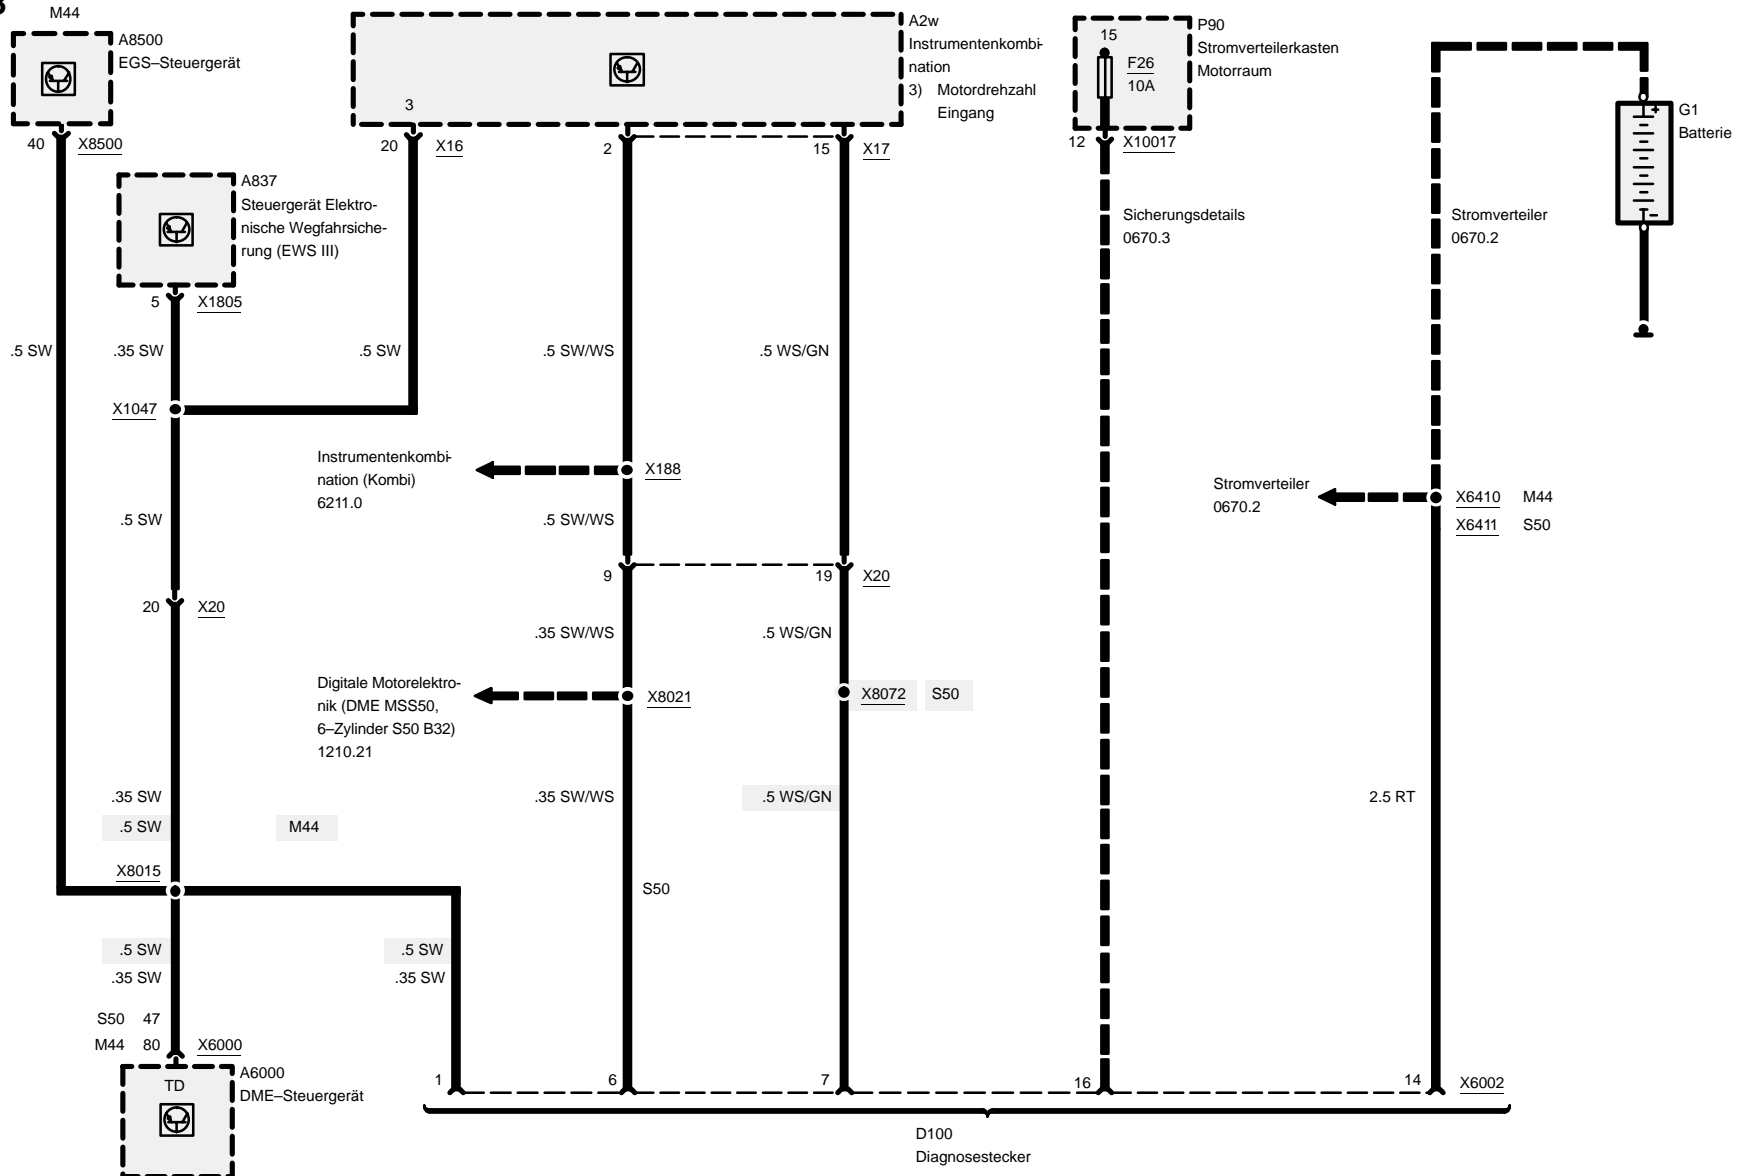 M44
A8500
EGS–Steuergerät
40 X8500
A837
Steuergerät Elektro-
nische Wegfahrsiche-
rung (EWS III)
5 X1805
3
A2w
Instrumentenkombi-
nation
3) Motordrehzahl
Eingang
20 X16
2
15 X17
15
F26
10A
P90
Stromverteilerkasten
Motorraum
12 X10017
+
-
G1
Batterie
Sicherungsdetails
0670.3
Stromverteiler
0670.2
.5 SW
.35 SW
.5 SW
.5 SW/WS
.5 WS/GN
X1047
Instrumentenkombi-
nation (Kombi)
6211.0
X188
Stromverteiler
0670.2
X6410 M44
X6411 S50
.5 SW
.5 SW/WS
9
19 X20
20 X20
.35 SW/WS
.5 WS/GN
Digitale Motorelektro-
nik (DME MSS50,
6–Zylinder S50 B32)
1210.21
X8021
X8072 S50
.35 SW
.5 SW
M44
.35 SW/WS
.5 WS/GN
2.5 RT
X8015
S50
.5 SW
.35 SW
.5 SW
.35 SW
S50 47
M44 80 X6000
TD
A6000
DME–Steuergerät
1
6
7
16
14 X6002
D100
Diagnosestecker